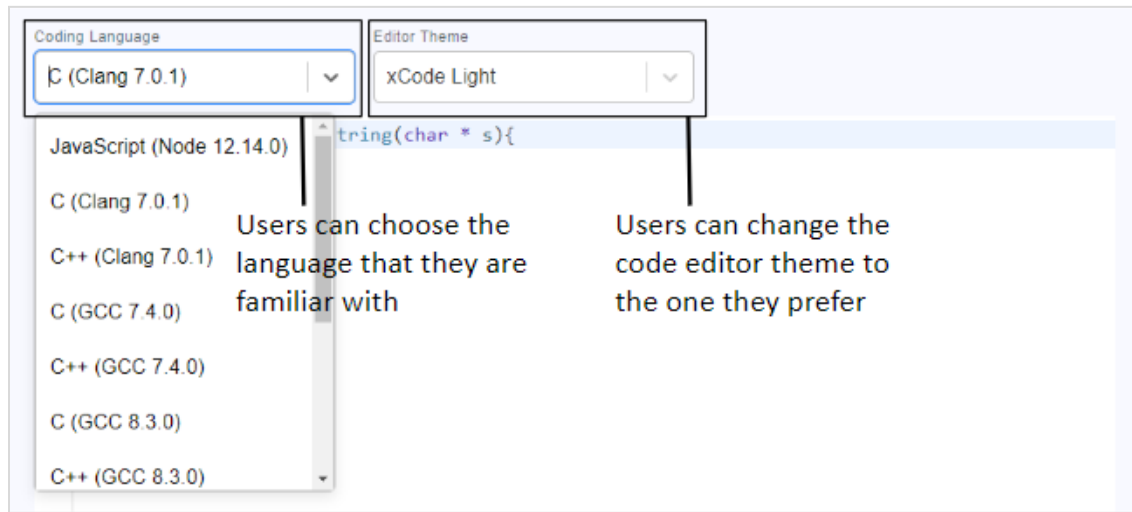 Coding Language
Editor Theme
C (Clang 7.0.1)
xCode Light
tring(char * s){
JavaScript (Node 12.14.0)
C (Clang 7.0.1)
C++ (Clang 7.0.1)
C (GCC 7.4.0)
C++ (GCC 7.4.0)
C (GCC 8.3.0)
C++ (GCC 8.3.0)
Users can choose the
language that they are
familiar with
Users can change the
code editor theme to
the one they prefer